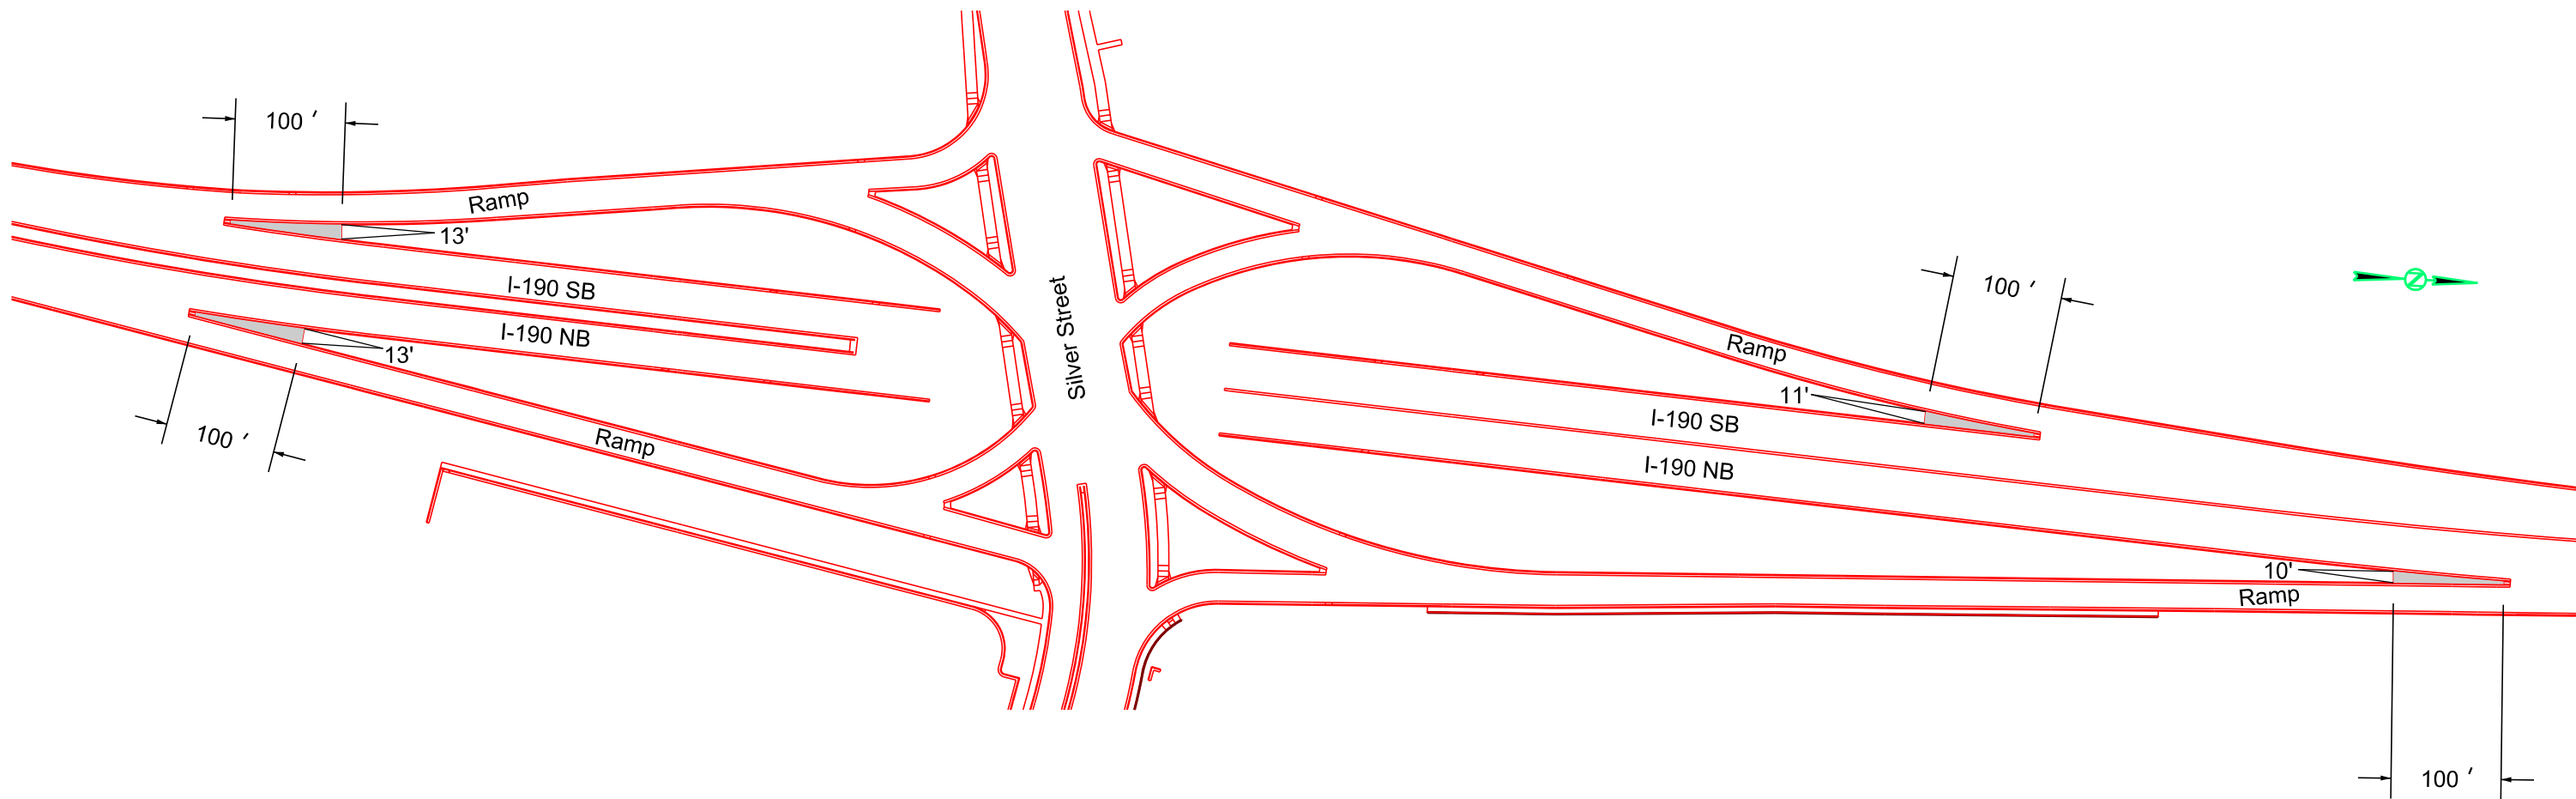 100 '
Ramp
13'
I-190 SB
I-190 NB
13'
100 '
Ramp
Silver Street
100 '
Ramp
11'
I-190 SB
I-190 NB
10'
Ramp
100 '
Z